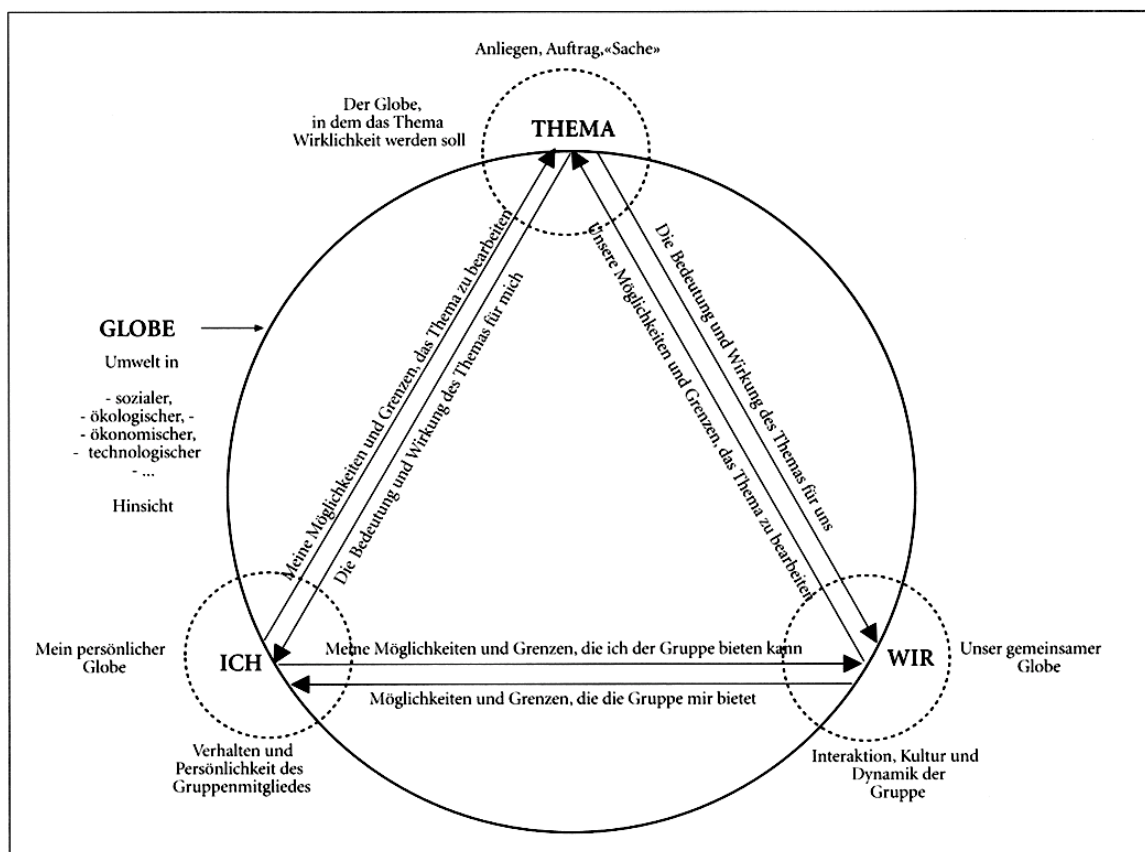 Anliegen, Auftrag,«Sache»
Der Globe,
in dem das Thema
Wirklichkeit werden soll
THEMA
Meine Möglichkeiten und Grenzen, das Thema zu bearbeiten
Die Bedeutung und Wirkung des Themas für mich
Unsere Möglichkeiten und Grenzen, das Thema zu bearbeiten
Die Bedeutung und Wirkung des Themas für uns
GLOBE
Umwelt in
- sozialer,
- ökologischer, -
- ökonomischer,
- technologischer
- ...
Hinsicht
Mein persönlicher
Globe
ICH
Meine Möglichkeiten und Grenzen, die ich der Gruppe bieten kann
Möglichkeiten und Grenzen, die die Gruppe mir bietet
WIR
Unser gemeinsamer
Globe
Verhalten und
Persönlichkeit des
Gruppenmitgliedes
Interaktion, Kultur und
Dynamik der
Gruppe